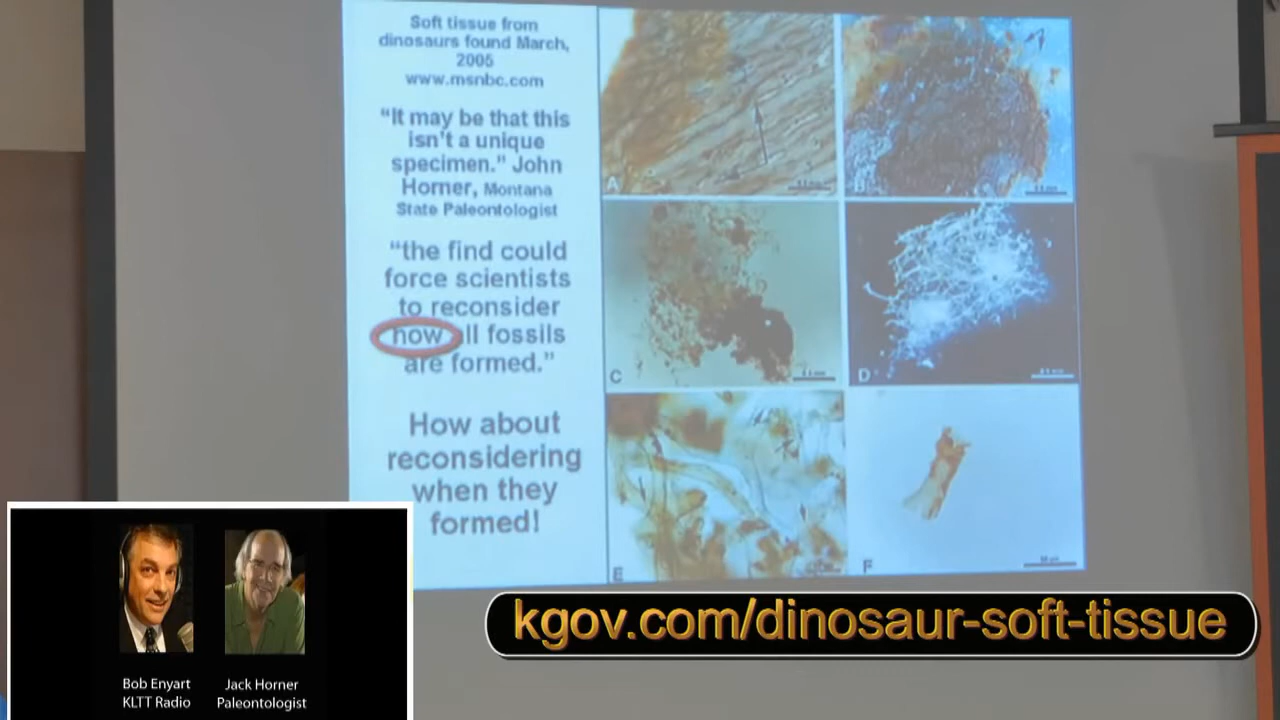 Soft tissue from
dinosaurs found March,
2005
www.msnbc.com
"It may be that this
isn't a unique
specimen." John
Horner, Montana
State Paleontologist
"the find could
force scientists
to reconsider
how all fossils
are formed."
How about
reconsidering
when they
formed!
A
B
C
D
E
F
Bob Enyart
KLTT Radio
Jack Horner
Paleontologist
kgov.com/dinosaur-soft-tissue